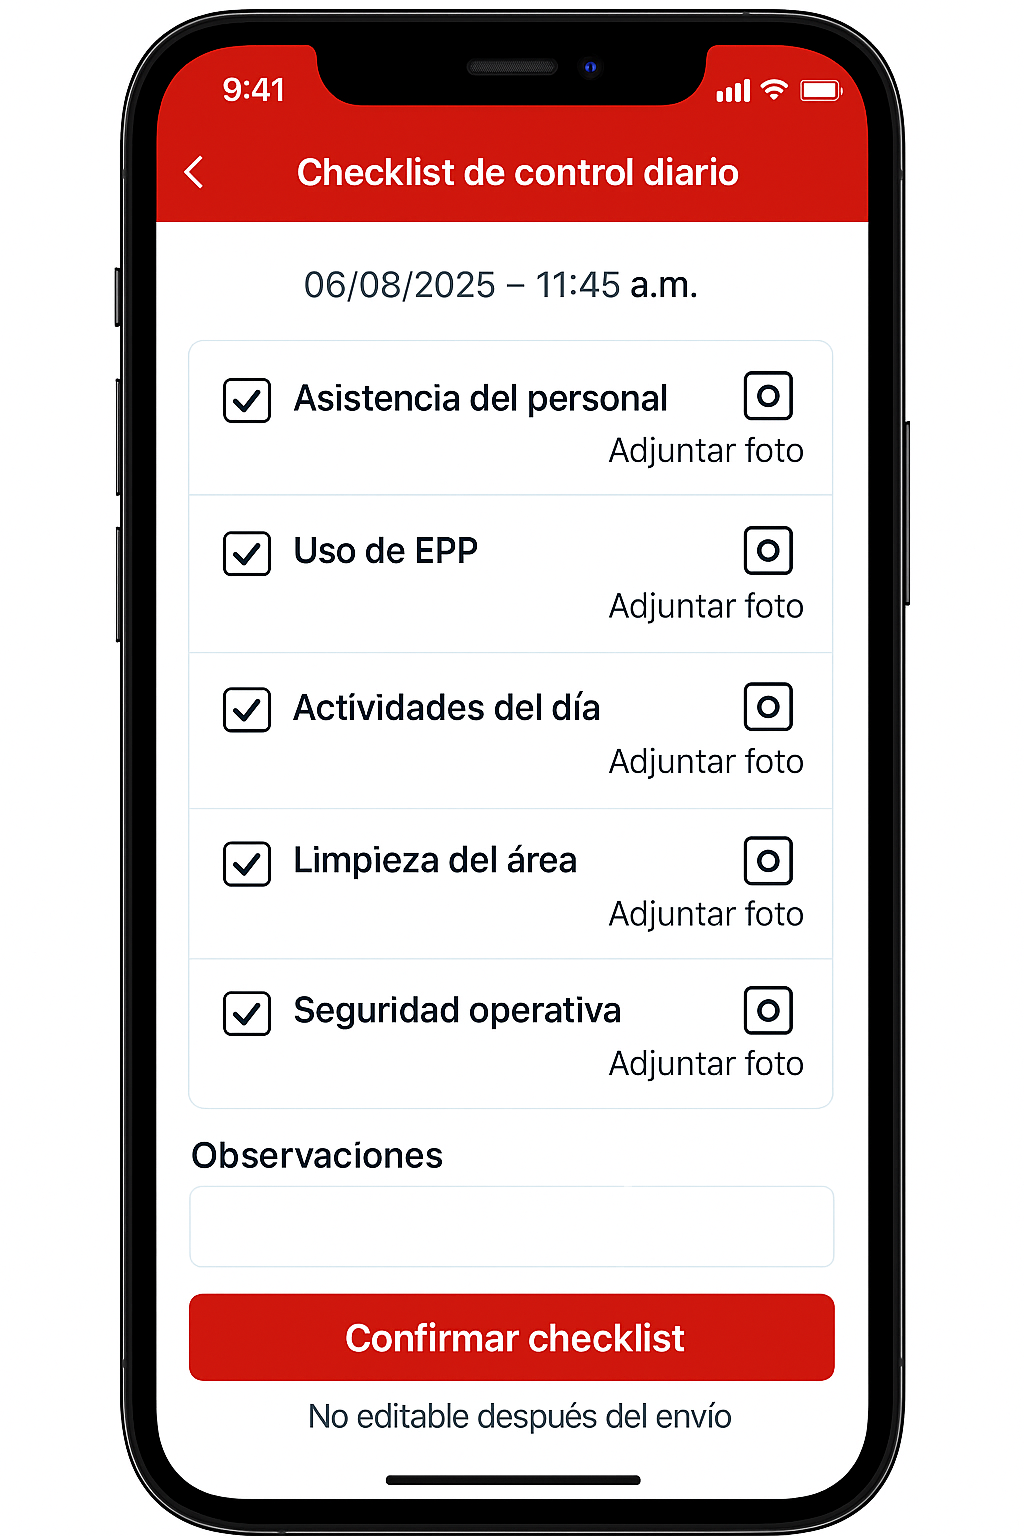 9:41
Checklist de control diario
06/08/2025 – 11:45 a.m.
Asistencia del personal
Adjuntar foto
Uso de EPP
Adjuntar foto
Actívidades del día
Adjuntar foto
Limpieza del área
Adjuntar foto
Seguridad operativa
Adjuntar foto
Observaciones
Confirmar checklist
No editable después del envío